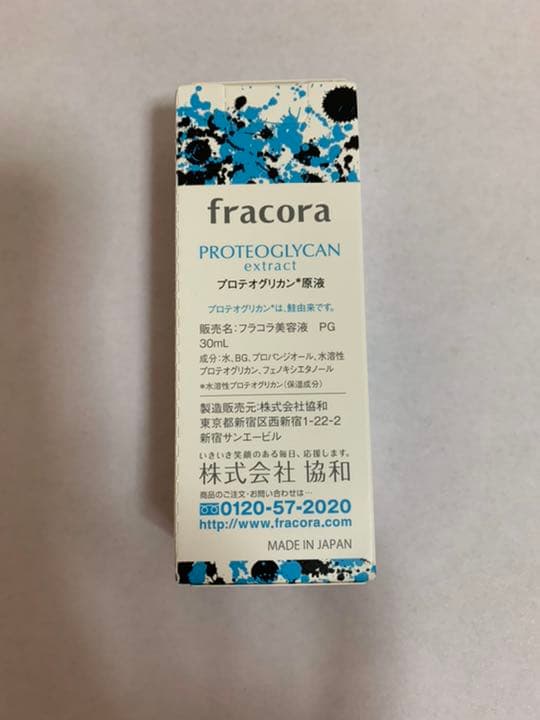 fracora
PROTEOGLYCAN
extract
プロテオグリカン*原液
プロテオグリカン*は、鮭由来です。
販売名:フラコラ美容液 PG
30mL
成分:水、BG、プロパンジオール、水溶性
プロテオグリカン、フェノキシエタノール
*水溶性プロテオグリカン(保湿成分)
製造販売元:株式会社協和
東京都新宿区西新宿1-22-2
新宿サンエービル
いきいき笑顔のある毎日、応援します。
株式会社 協和
商品のご注文・お問い合わせは…
0120-57-2020
http://www.fracora.com
MADE IN JAPAN